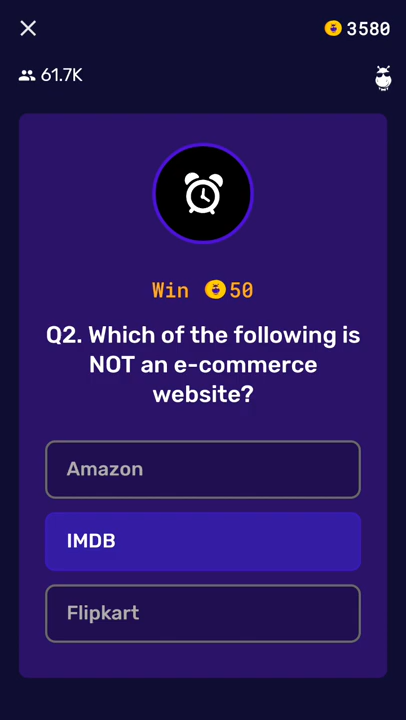 3580
61.7K
Win 50
Q2. Which of the following is
NOT an e-commerce
website?
Amazon
IMDB
Flipkart